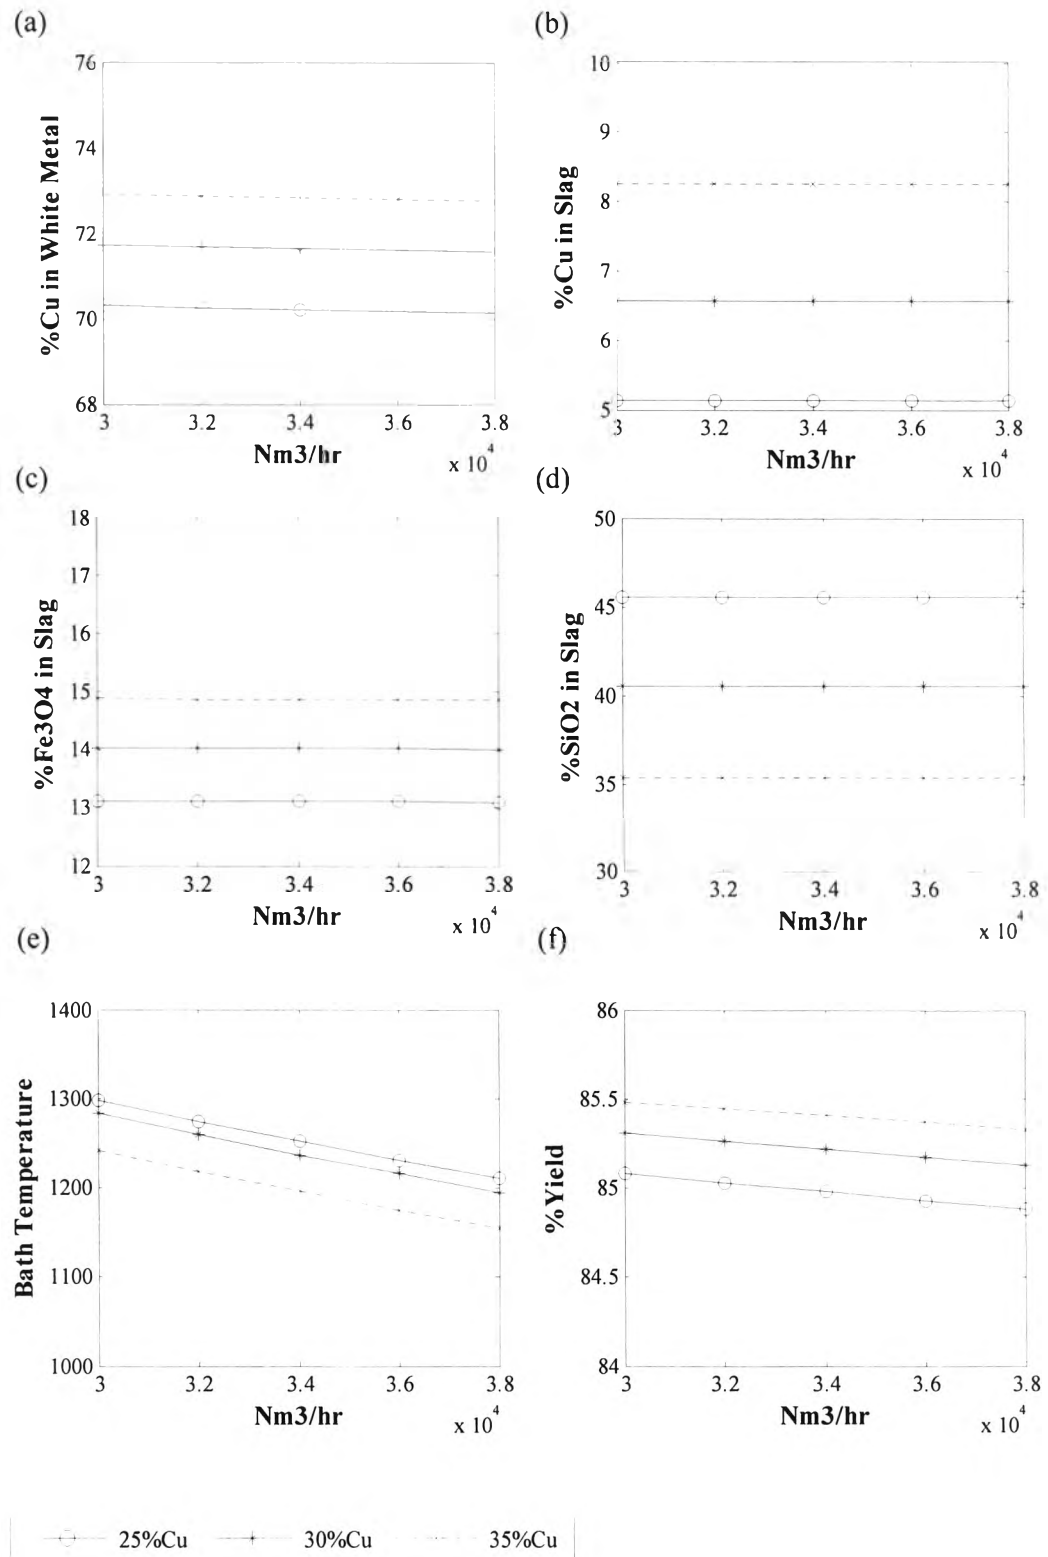 (a)
(b)
76
74
72
70
68
%Cu in White Metal
3 3.2 3.4 3.6 3.8
Nm3/hr
x 10^4
10
9
8
7
6
5
%Cu in Slag
3 3.2 3.4 3.6 3.8
Nm3/hr
x 10^4
(c)
(d)
18
17
16
15
14
13
12
%Fe3O4 in Slag
3 3.2 3.4 3.6 3.8
Nm3/hr
x 10^4
50
45
40
35
30
%SiO2 in Slag
3 3.2 3.4 3.6 3.8
Nm3/hr
x 10^4
(e)
(f)
1400
1300
1200
1100
1000
Bath Temperature
3 3.2 3.4 3.6 3.8
Nm3/hr
x 10^4
86
85.5
85
84.5
84
%Yield
3 3.2 3.4 3.6 3.8
Nm3/hr
x 10^4
25%Cu 30%Cu 35%Cu